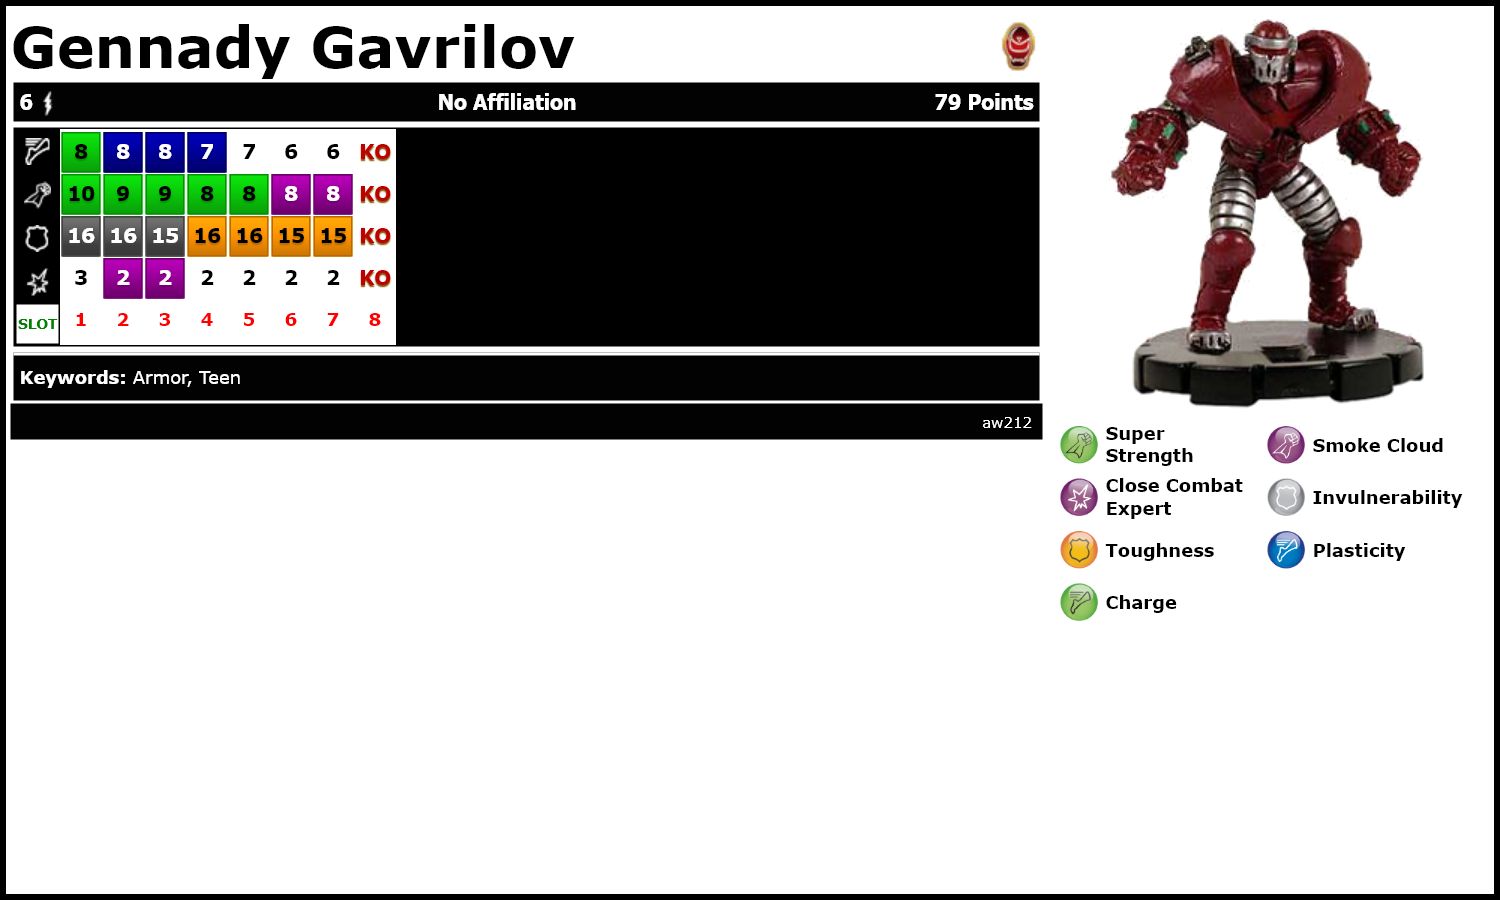 Gennady Gavrilov
6 No Affiliation 79 Points
8 8 8 7 7 6 6 KO
10 9 9 8 8 8 8 KO
16 16 15 16 16 15 15 KO
3 2 2 2 2 2 2 KO
SLOT 1 2 3 4 5 6 7 8
Keywords: Armor, Teen
aw212
Super
Strength
Smoke Cloud
Close Combat
Expert
Invulnerability
Toughness
Plasticity
Charge